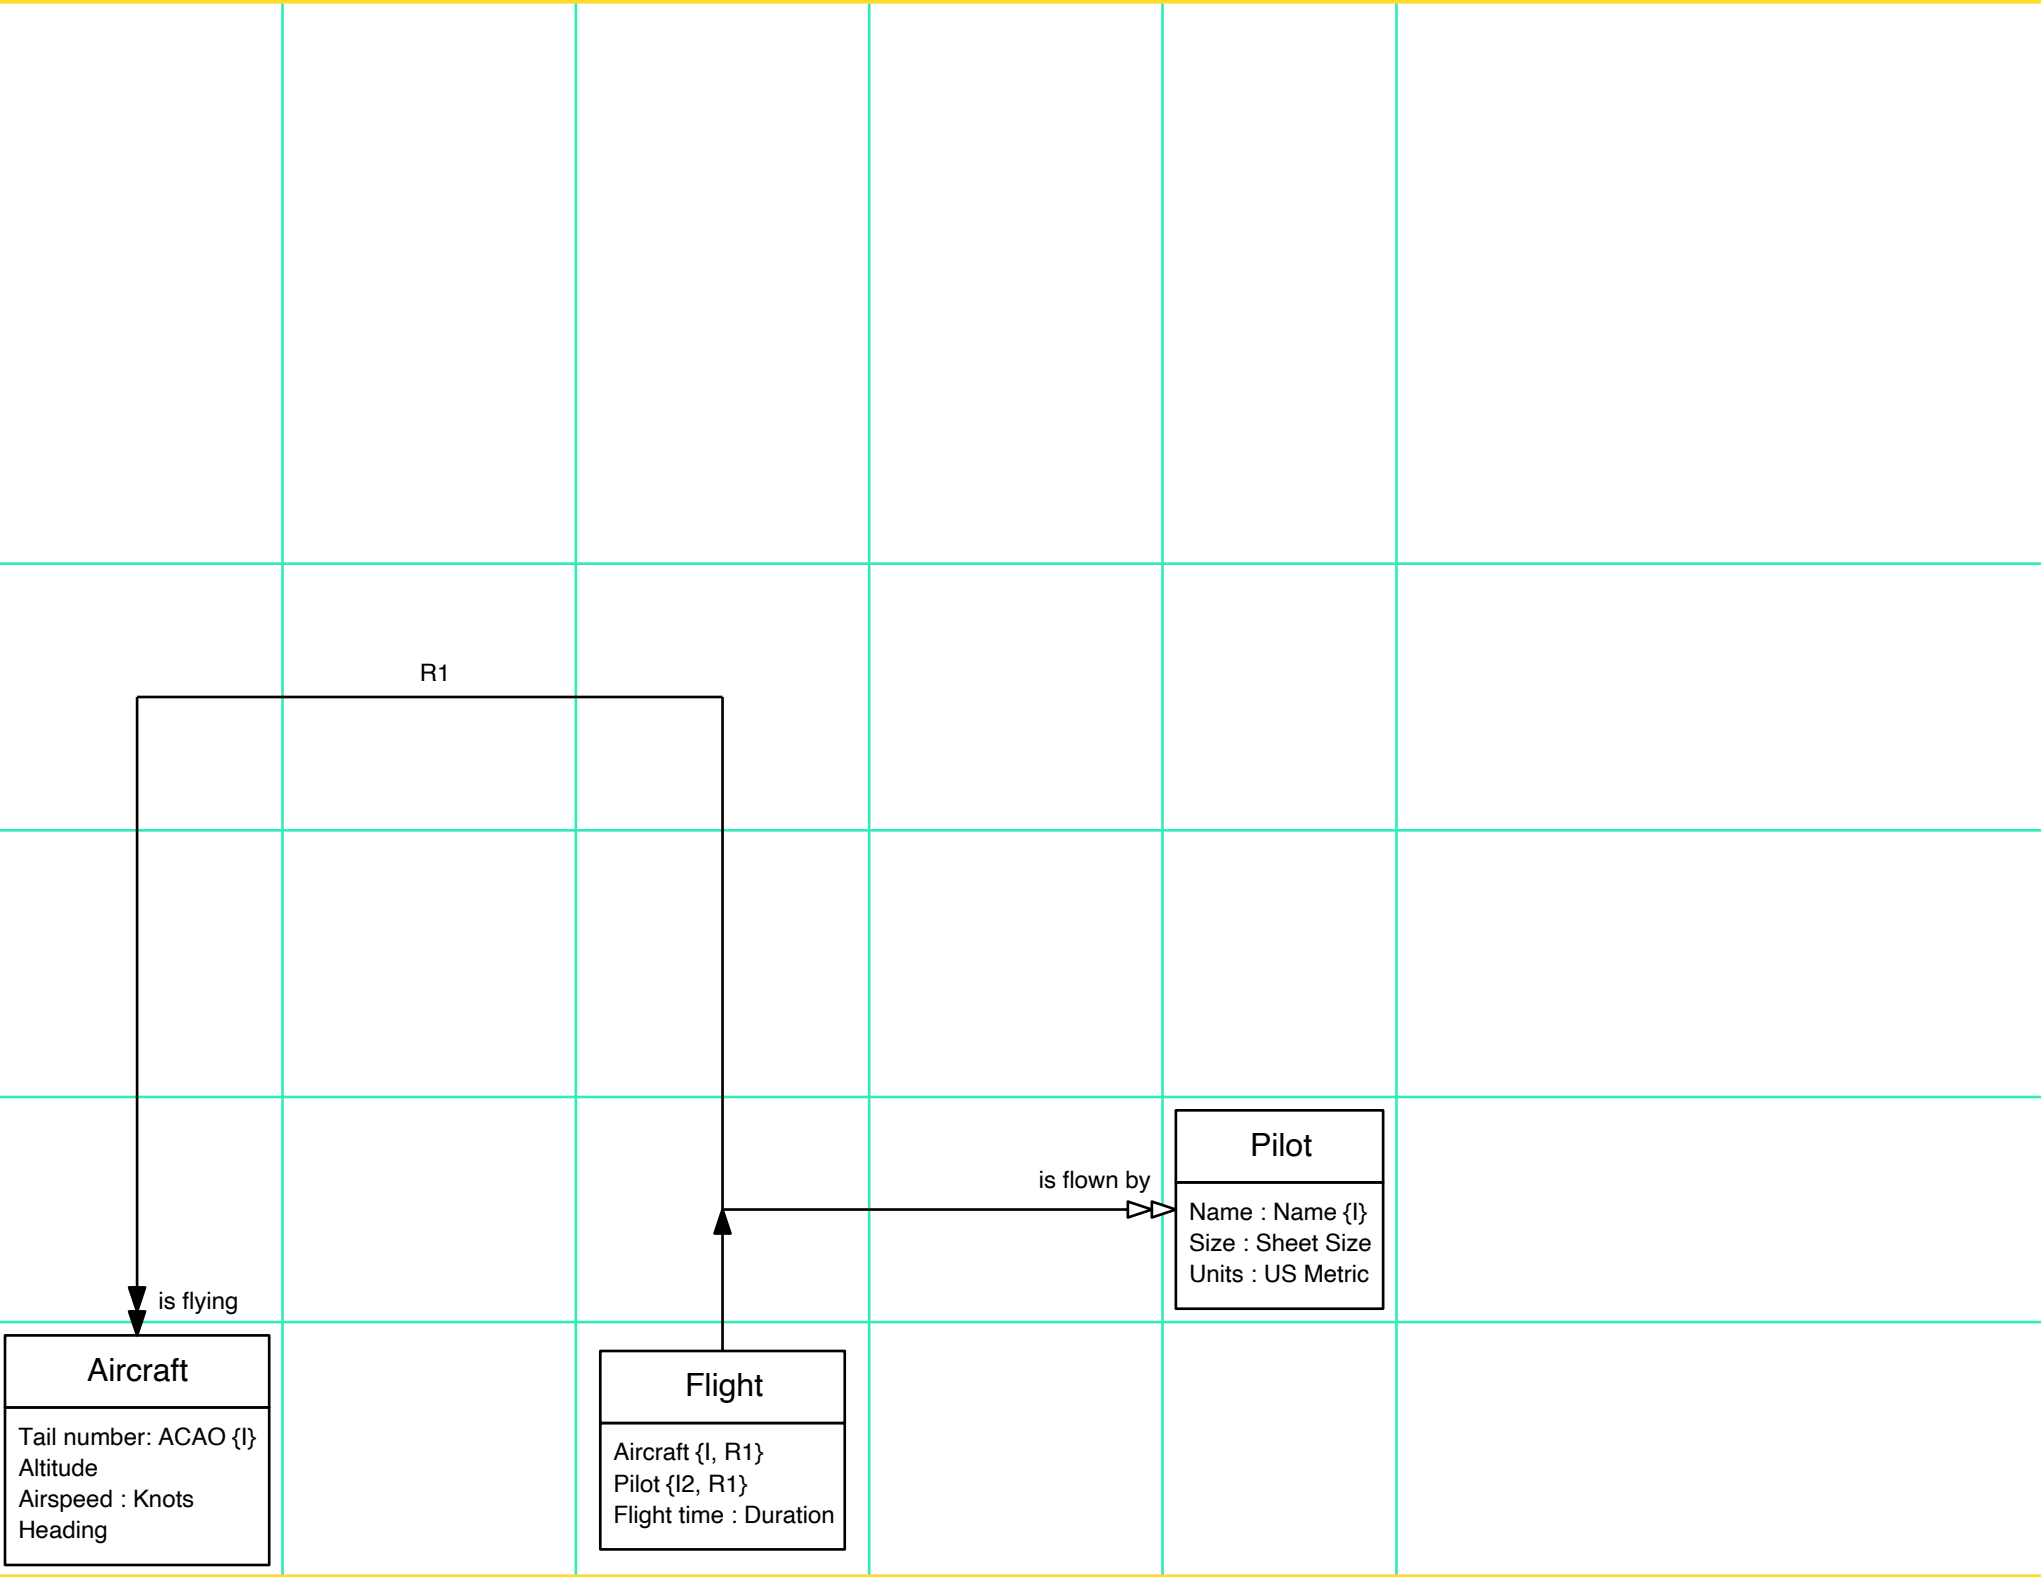 R1
is flown by
Pilot
Name : Name {I}
Size : Sheet Size
Units : US Metric
is flying
Aircraft
Tail number: ACAO {I}
Altitude
Airspeed : Knots
Heading
Flight
Aircraft {I, R1}
Pilot {I2, R1}
Flight time : Duration